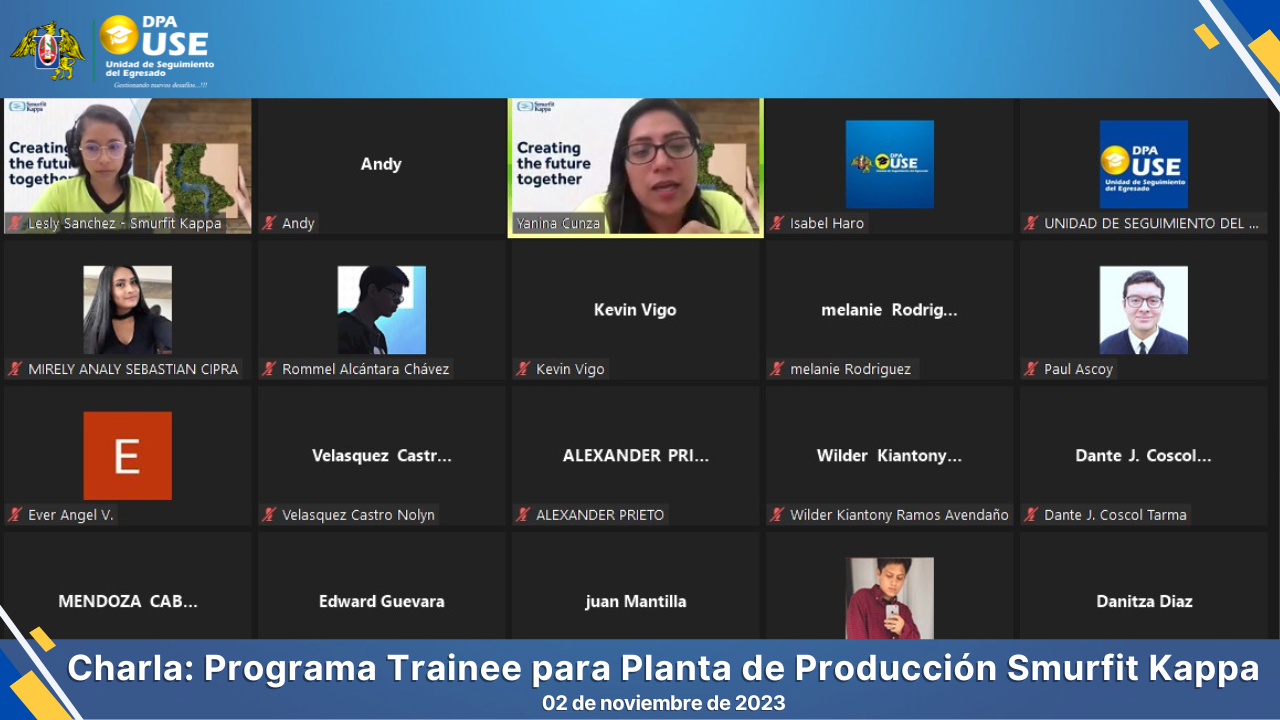 DPA
USE
Unidad de Seguimiento
del Egresado
Gestionando nuevos desafíos...!!!
Smurfit
Kappa
Creating
the futu
together
Lesly Sanchez - Smurfit Kappa
Andy
Andy
Smurfit
Kappa
Creating
the future
together
Yanina Cunza
USE
Isabel Haro
DPA
USE
Unidad de Seguimiento
del Egresado
UNIDAD DE SEGUIMIENTO DEL ...
MIRELY ANALY SEBASTIAN CIPRA
Rommel Alcántara Chávez
Kevin Vigo
Kevin Vigo
melanie Rodrig...
melanie Rodriguez
Paul Ascoy
E
Ever Angel V.
Velasquez Castr...
Velasquez Castro Nolyn
ALEXANDER PRI...
ALEXANDER PRIETO
Wilder Kiantony...
Wilder Kiantony Ramos Avendaño
Dante J. Coscol...
Dante J. Coscol Tarma
MENDOZA CAB...
Edward Guevara
juan Mantilla
Danitza Diaz
Charla: Programa Trainee para Planta de Producción Smurfit Kappa
02 de noviembre de 2023